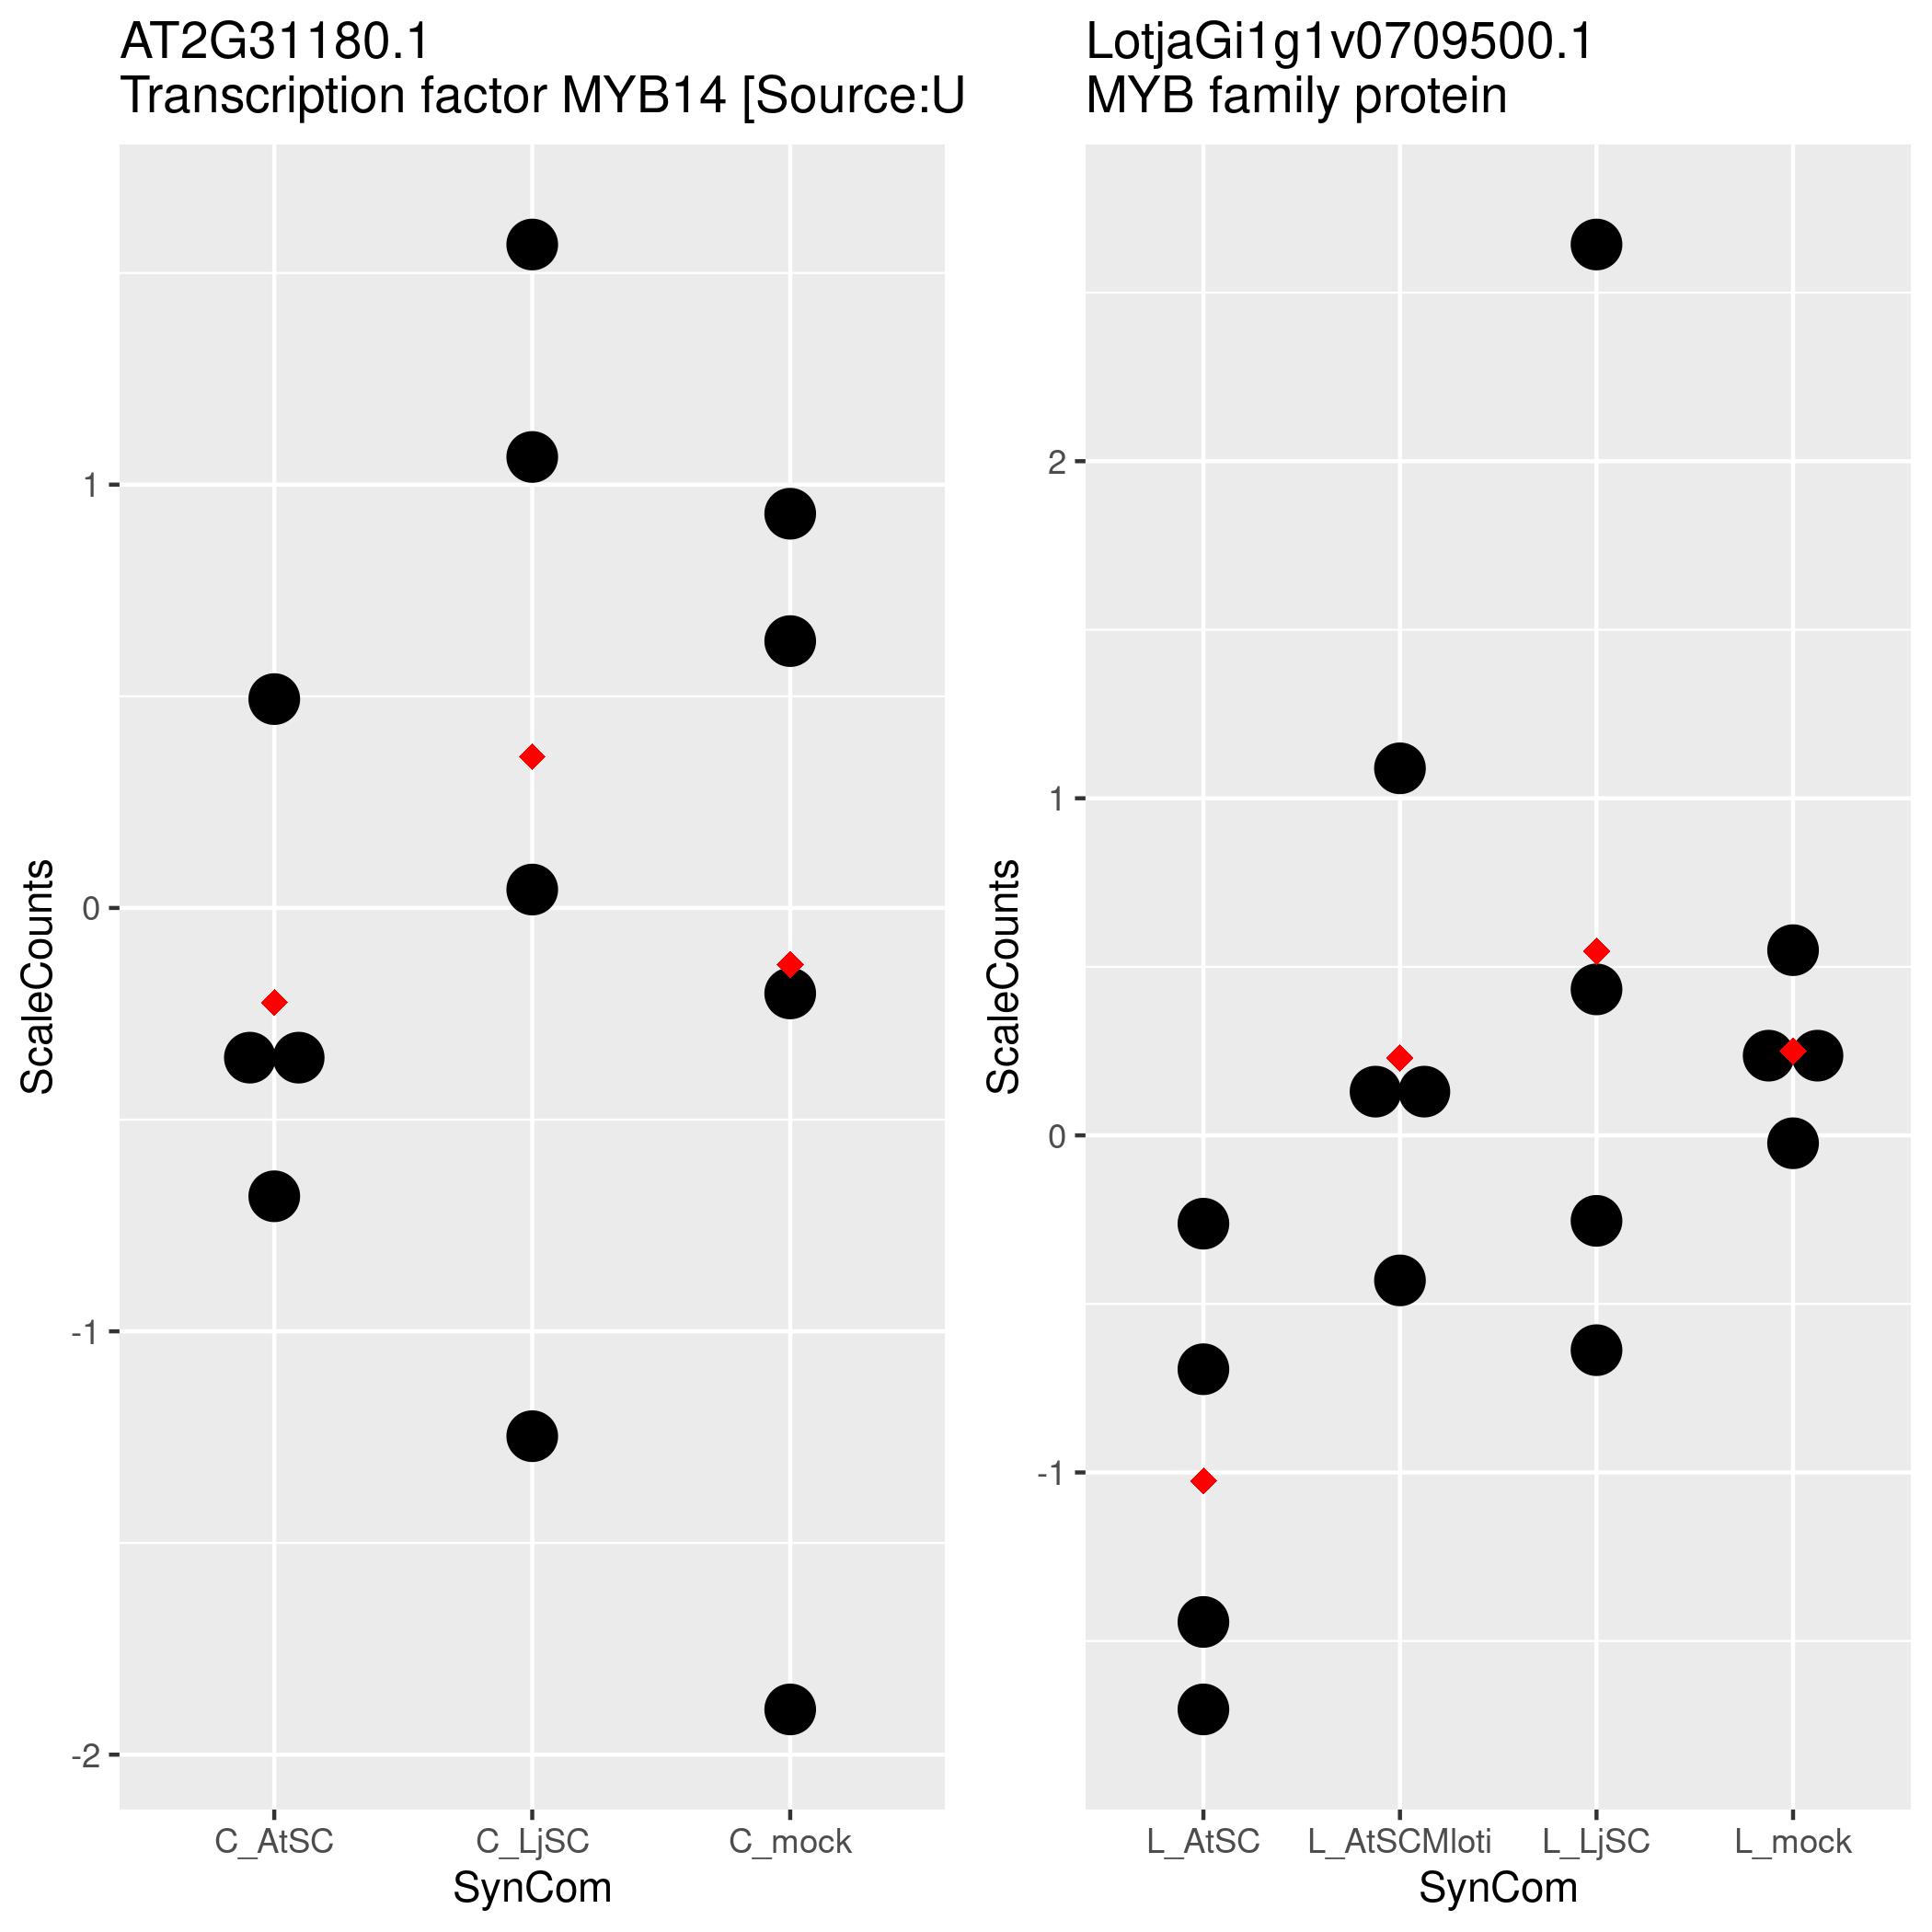 AT2G31180.1
Transcription factor MYB14 [Source:U
ScaleCounts
1
0
-1
-2
C_AtSC C_LjSC C_mock
SynCom
LotjaGi1g1v0709500.1
MYB family protein
ScaleCounts
2
1
0
-1
L_AtSC L_AtSCMloti L_LjSC L_mock
SynCom